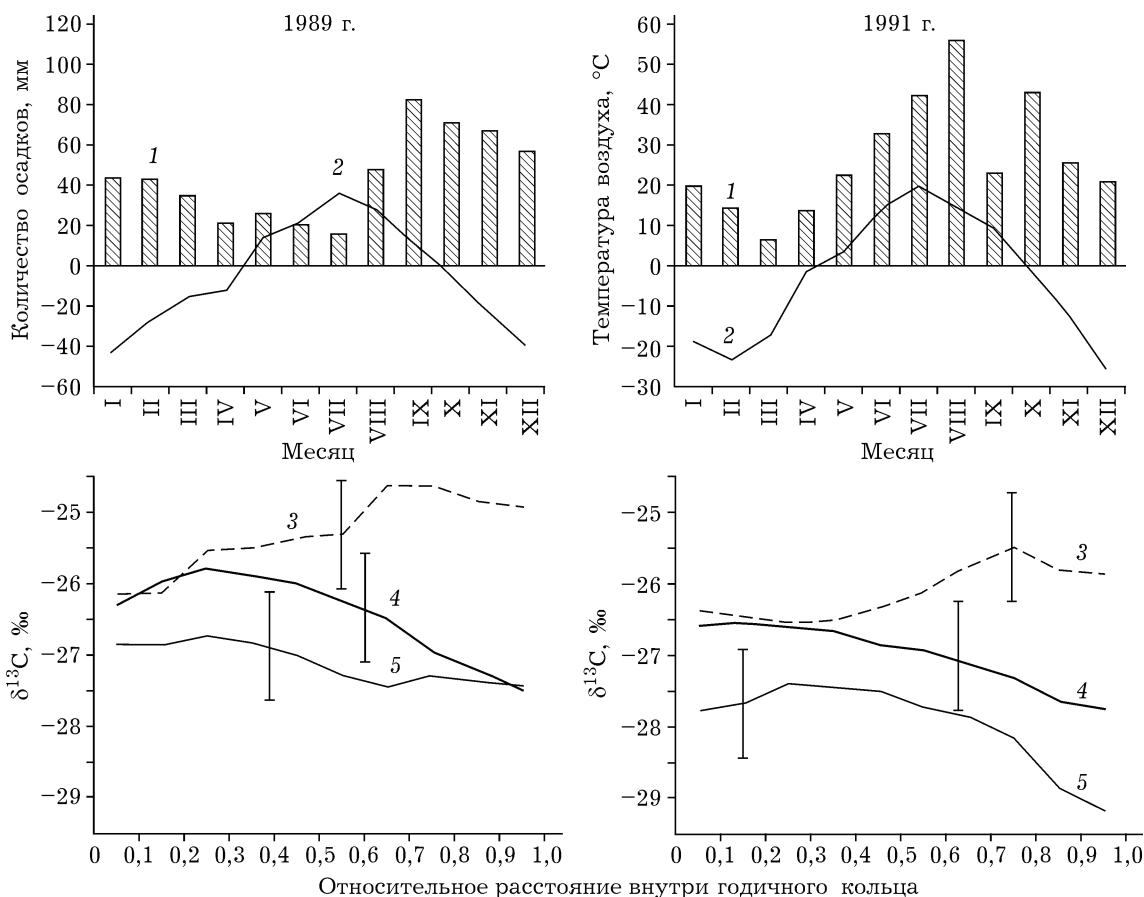 1989 г.
Количество осадков, мм
120
100
80
60
40
20
0
−20
−40
−60
1
2
I
II
III
IV
V
VI
VII
VIII
IX
X
XI
XII
Месяц
1991 г.
Температура воздуха, °C
60
50
40
30
20
10
0
−10
−20
−30
1
2
I
II
III
IV
V
VI
VII
VIII
IX
X
XI
XII
Месяц
δ¹³C, ‰
−25
−26
−27
−28
−29
3
4
5
0
0,1
0,2
0,3
0,5
0,6
0,7
0,8
0,9
1,0
δ¹³C, ‰
−25
−26
−27
−28
−29
3
4
5
0
0,1
0,2
0,3
0,5
0,6
0,7
0,8
0,9
1,0
Относительное расстояние внутри годичного кольца